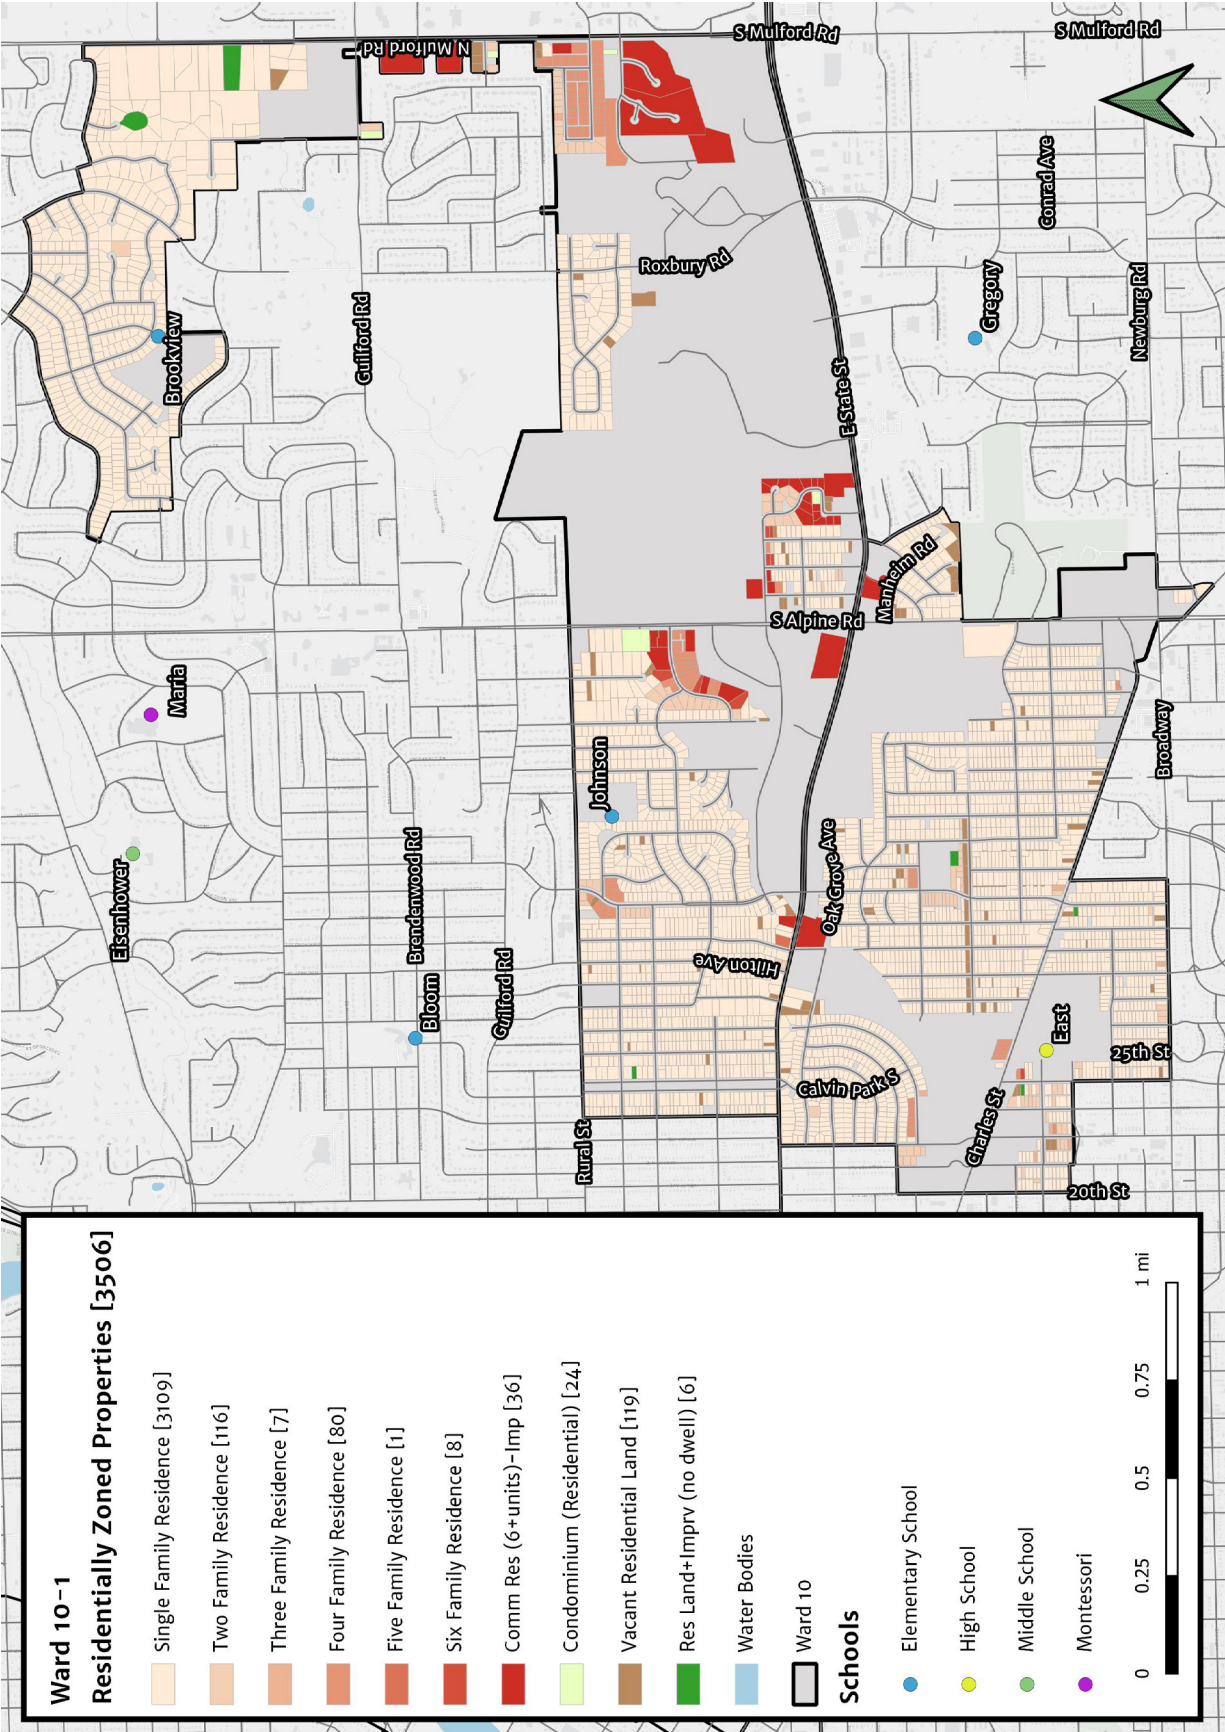 Ward 10-1
Residentially Zoned Properties [3506]
Single Family Residence [3109]
Two Family Residence [116]
Three Family Residence [7]
Four Family Residence [80]
Five Family Residence [1]
Six Family Residence [8]
Comm Res (6+units)-Imp [36]
Condominium (Residential) [24]
Vacant Residential Land [119]
Res Land+Imprv (no dwell) [6]
Water Bodies
Ward 10
Schools
Elementary School
High School
Middle School
Montessori
0 0.25 0.5 0.75 1 mi
Eisenhower
Maria
Brookview
Guilford Rd
N Mulford Rd
Bloom
Brendenwood Rd
Guilford Rd
Rural St
Johnson
Roxbury Rd
S Mulford Rd
Hilton Ave
S Alpine Rd
E State St
Calvin Park S
Oak Grove Ave
Manheim Rd
Gregory
Charles St
East
Conrad Ave
S Mulford Rd
20th St
25th St
Broadway
Newburg Rd